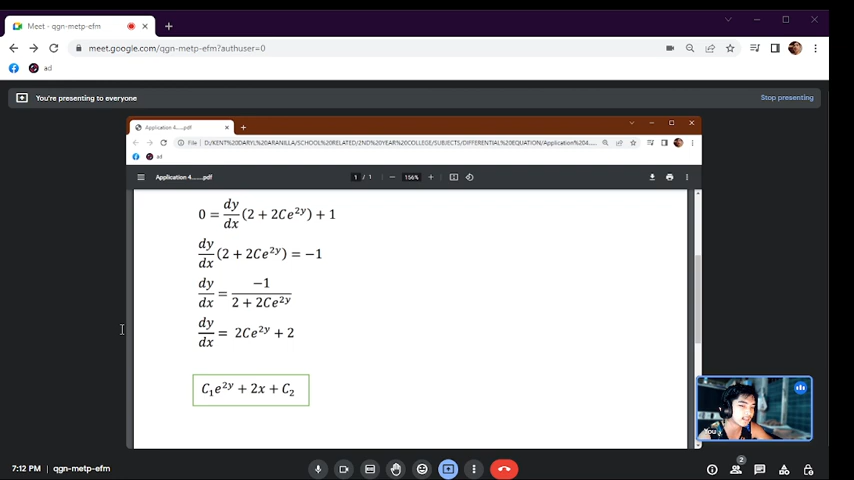 Meet - qgn-metp-efm
meet.google.com/qgn-metp-efm?authuser=0
ad
You're presenting to everyone
Stop presenting
Application 4......pdf
File
D:/KENT%20DARYL%20ARANILLA/SCHOOL%20RELATED/2ND%20YEAR%20COLLEGE/SUBJECTS/DIFFERENTIAL%20EQUATION/Application%204.....
ad
Application 4.......pdf
1 / 1
156%
0 = dy/dx (2 + 2Ce^{2y}) + 1
dy/dx (2 + 2Ce^{2y}) = −1
dy/dx = −1/(2 + 2Ce^{2y})
dy/dx = 2Ce^{2y} + 2
C₁e^{2y} + 2x + C₂
You
7:12 PM
qgn-metp-efm
2